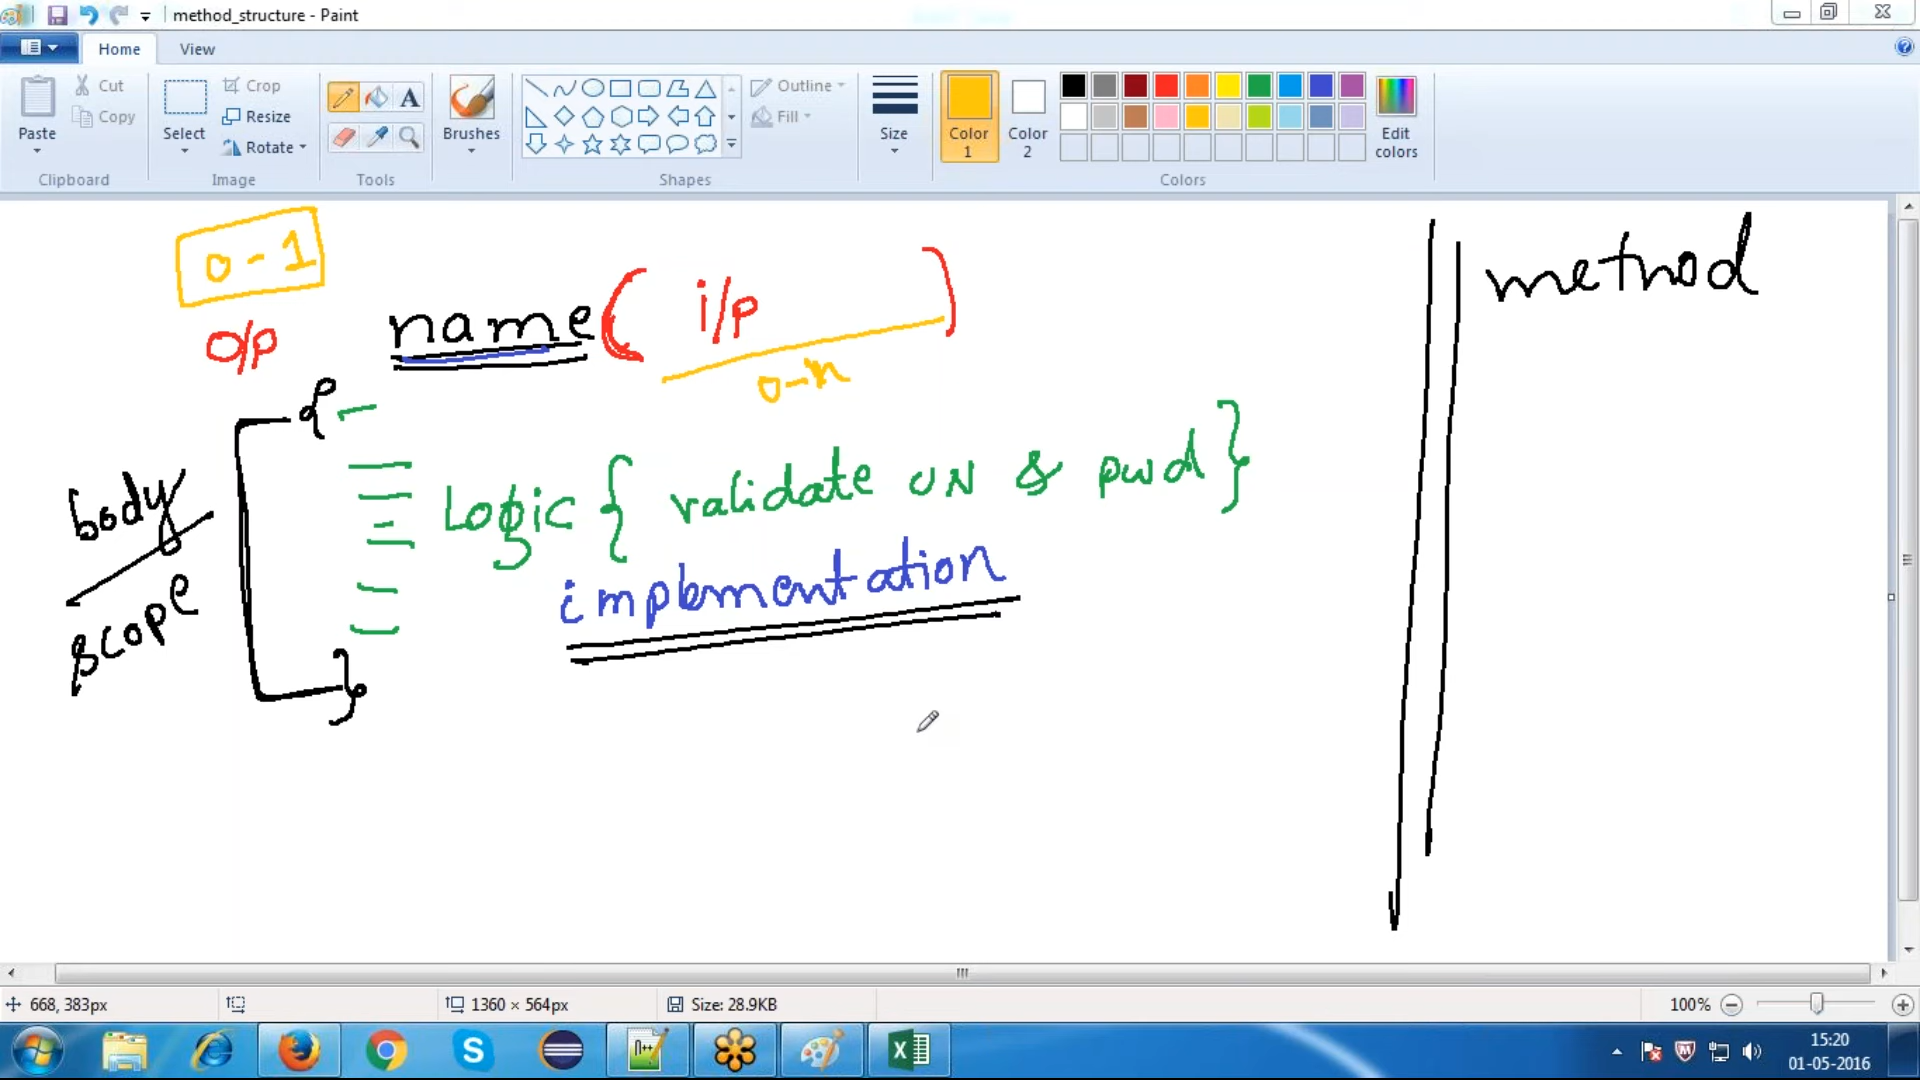 method_structure - Paint
Home View
Paste
Cut
Copy
Clipboard
Select
Crop
Resize
Rotate
Image
A
Tools
Brushes
Shapes
Outline
Fill
Size
Color 1
Color 2
Edit colors
Colors
0 - 1
o/p
name ( i/p )
0-n
method
{
body
scope
Logic { validate UN & pwd }
implementation
}
668, 383px
1360 × 564px
Size: 28.9KB
100%
15:20
01-05-2016